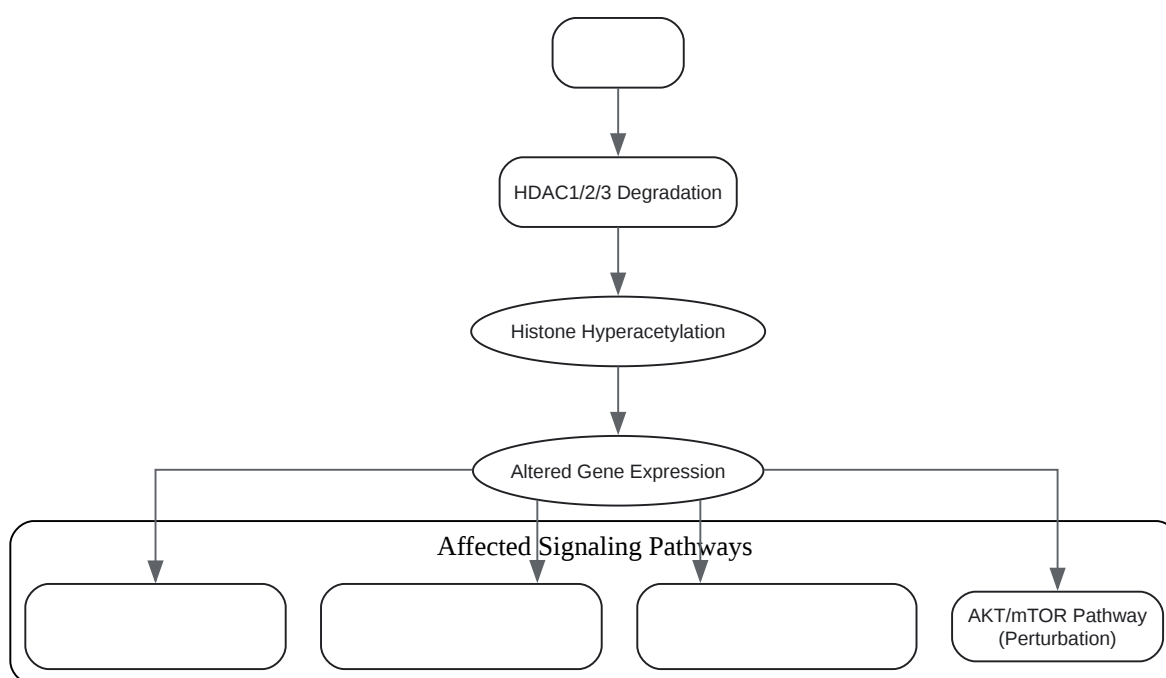 HDAC1/2/3 Degradation
Histone Hyperacetylation
Altered Gene Expression
Affected Signaling Pathways
AKT/mTOR Pathway
(Perturbation)